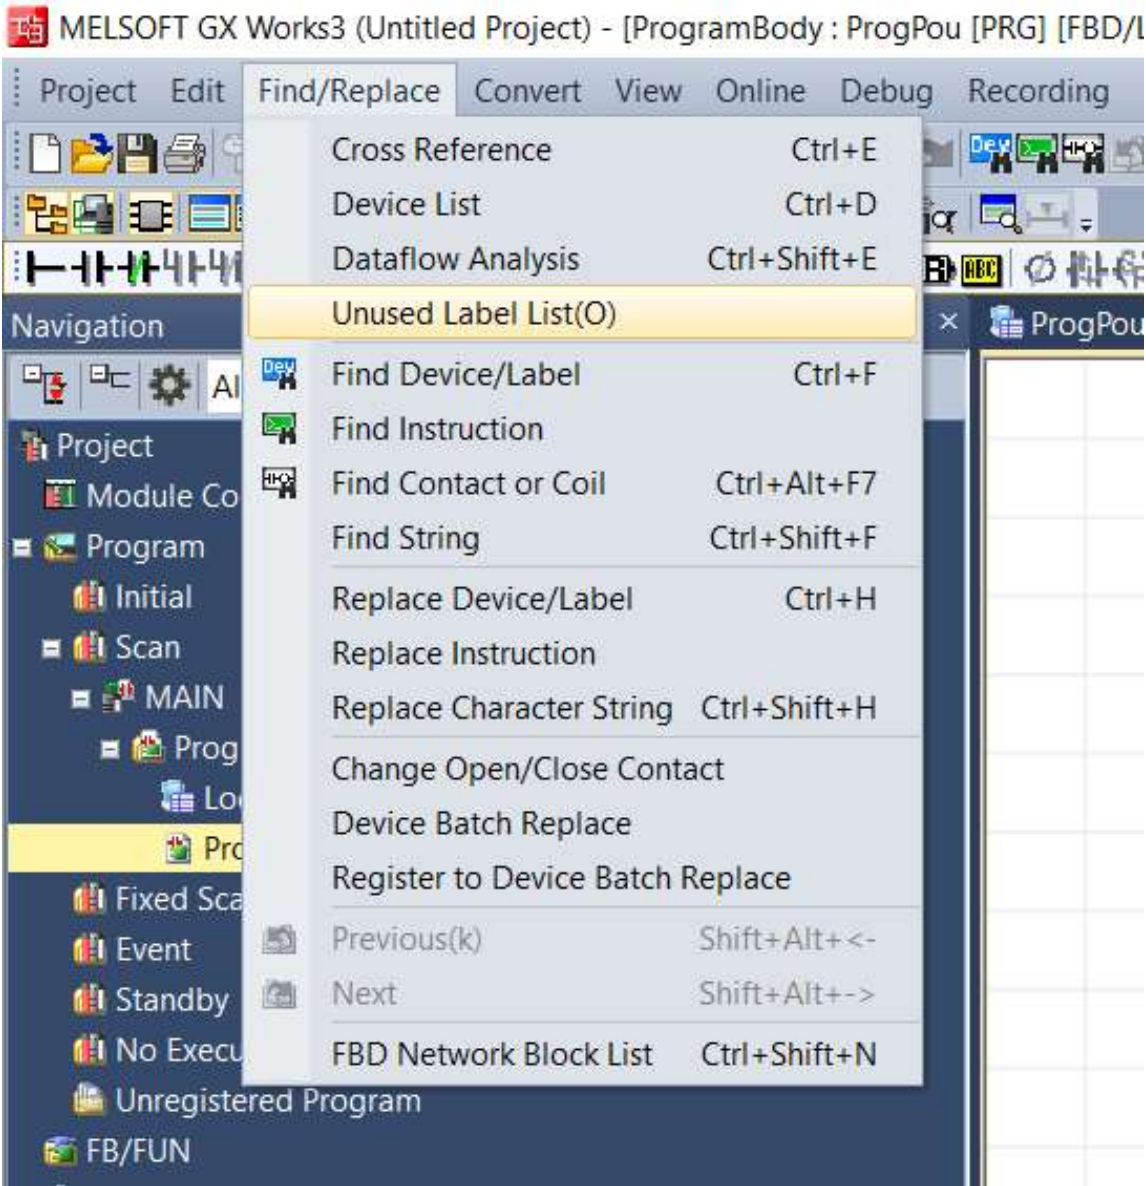 MELSOFT GX Works3 (Untitled Project) - [ProgramBody : ProgPou [PRG] [FBD/L
Project Edit Find/Replace Convert View Online Debug Recording
Cross Reference Ctrl+E
Device List Ctrl+D
Dataflow Analysis Ctrl+Shift+E
Unused Label List(O)
Navigation
ProgPou
Find Device/Label Ctrl+F
Find Instruction
Find Contact or Coil Ctrl+Alt+F7
Find String Ctrl+Shift+F
Replace Device/Label Ctrl+H
Replace Instruction
Replace Character String Ctrl+Shift+H
Change Open/Close Contact
Device Batch Replace
Register to Device Batch Replace
Previous(k) Shift+Alt+<-
Next Shift+Alt+->
FBD Network Block List Ctrl+Shift+N
Al
Project
Module Co
Program
Initial
Scan
MAIN
Prog
Loc
Pro
Fixed Sca
Event
Standby
No Execu
Unregistered Program
FB/FUN